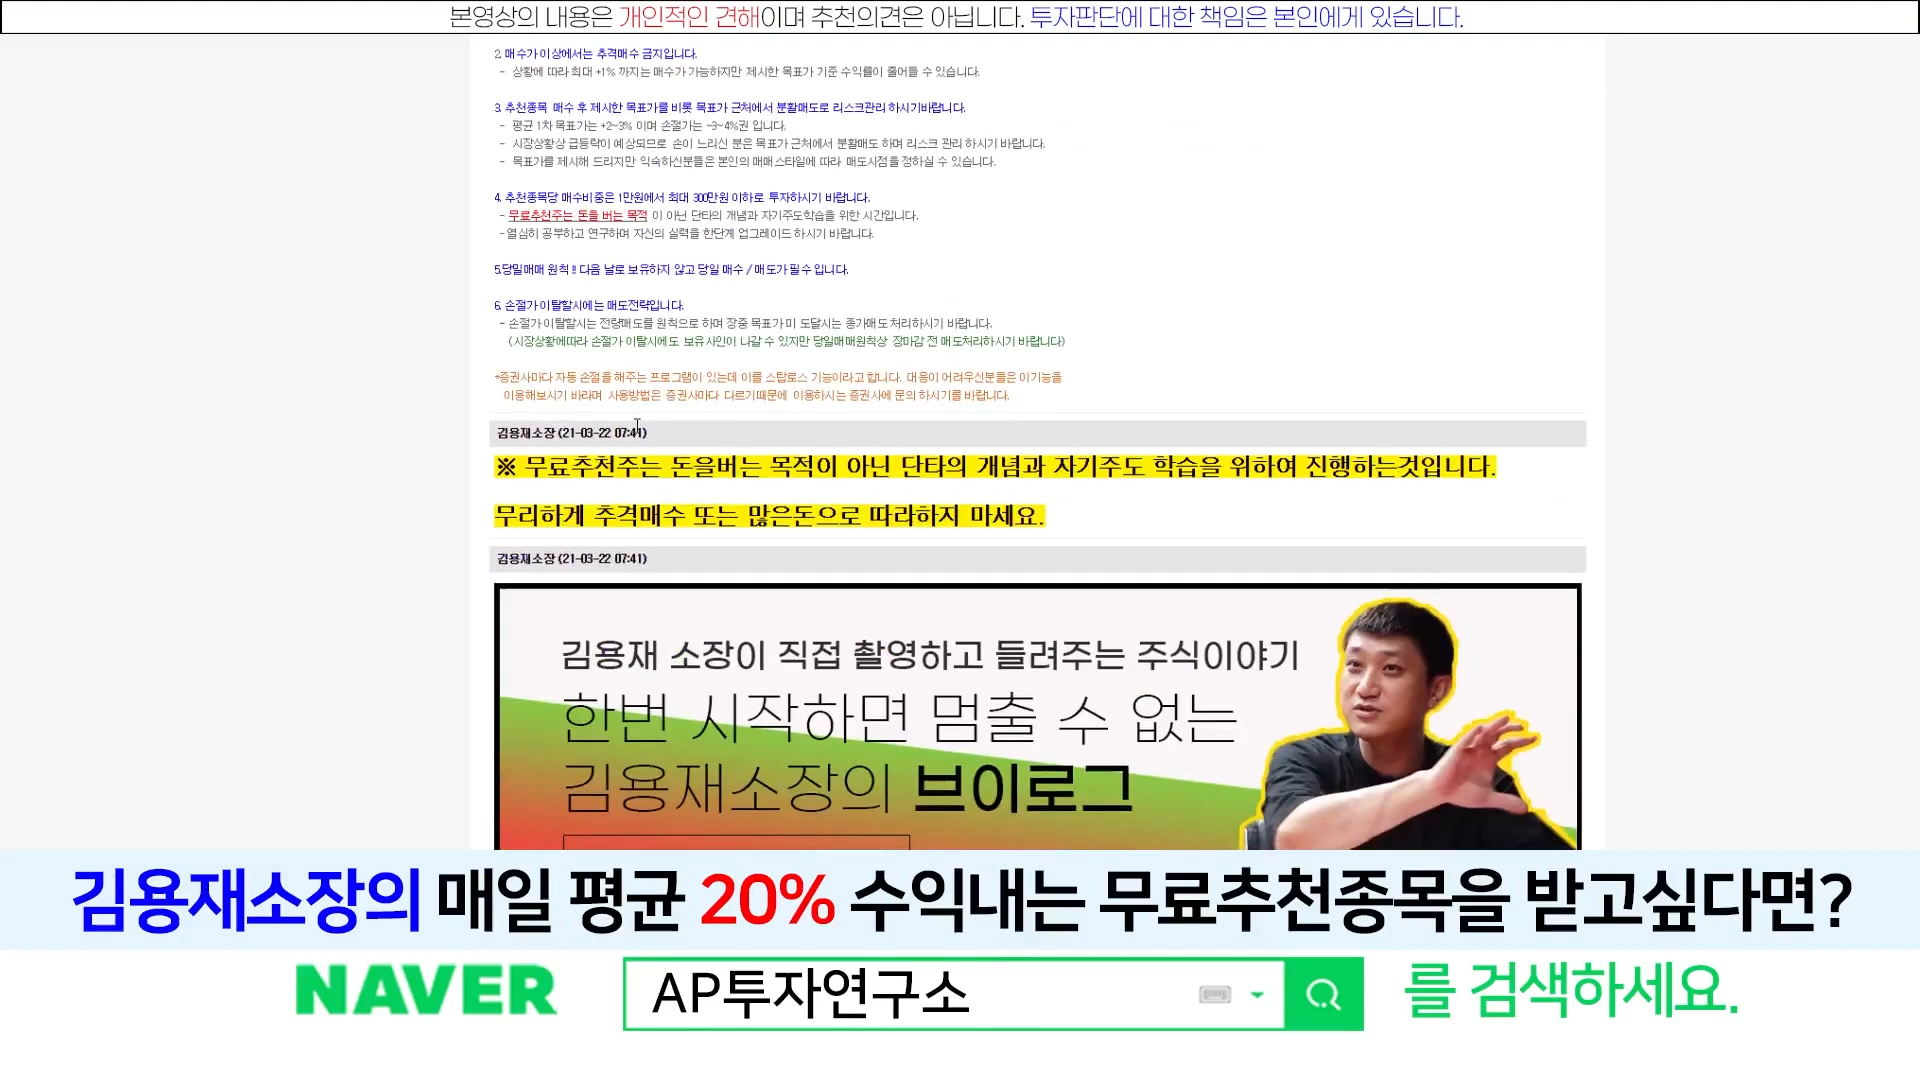 본영상의 내용은 개인적인 견해이며 추천의견은 아닙니다. 투자판단에 대한 책임은 본인에게 있습니다.
2. 매수가 이상에서는 추격매수 금지입니다.
- 상황에 따라 최대 +1% 까지는 매수가 가능하지만 제시한 목표가 기준 수익률이 줄어들 수 있습니다.
3. 추천종목 매수 후 제시한 목표가를 비롯 목표가 근처에서 분할매도로 리스크관리 하시기바랍니다.
- 평균 1차 목표가는 +2~3% 이며 손절가는 -3~4%권 입니다.
- 시장상황상 급등락이 예상되므로 손이 느리신 분은 목표가 근처에서 분할매도 하며 리스크 관리 하시기 바랍니다.
- 목표가를 제시해 드리지만 익숙하신분들은 본인의 매매 스타일에 따라 매도시점을 정하실 수 있습니다.
4. 추천종목당 매수비중은 1만원에서 최대 300만원 이하로 투자하시기 바랍니다.
- 무료추천주는 돈을 버는 목적 이 아닌 단타의 개념과 자기주도학습을 위한 시간입니다.
- 열심히 공부하고 연구하며 자신의 실력을 한단계 업그레이드 하시기 바랍니다.
5.당일매매 원칙 !! 다음 날로 보유하지 않고 당일 매수 / 매도가 필수 입니다.
6. 손절가 이탈할시에는 매도전략입니다.
- 손절가 이탈할시는 전량매도를 원칙으로 하며 장중 목표가 미 도달시는 종가매도 처리하시기 바랍니다.
(시장상황에따라 손절가 이탈시에도 보유 사인이 나갈 수 있지만 당일매매원칙상 장마감 전 매도처리하시기 바랍니다)
*증권사마다 자동 손절을 해주는 프로그램이 있는데 이를 스탑로스 기능이라고 합니다. 대응이 어려우신분들은 이기능을
이용해보시기 바라며 사용방법은 증권사마다 다르기때문에 이용하시는 증권사에 문의 하시기를 바랍니다.
김용재소장 (21-03-22 07:41)
※ 무료추천주는 돈을버는 목적이 아닌 단타의 개념과 자기주도 학습을 위하여 진행하는것입니다.
무리하게 추격매수 또는 많은돈으로 따라하지 마세요.
김용재소장 (21-03-22 07:41)
김용재 소장이 직접 촬영하고 들려주는 주식이야기
한번 시작하면 멈출 수 없는
김용재소장의 브이로그
김용재소장의 매일 평균 20% 수익내는 무료추천종목을 받고싶다면?
NAVER AP투자연구소 를 검색하세요.